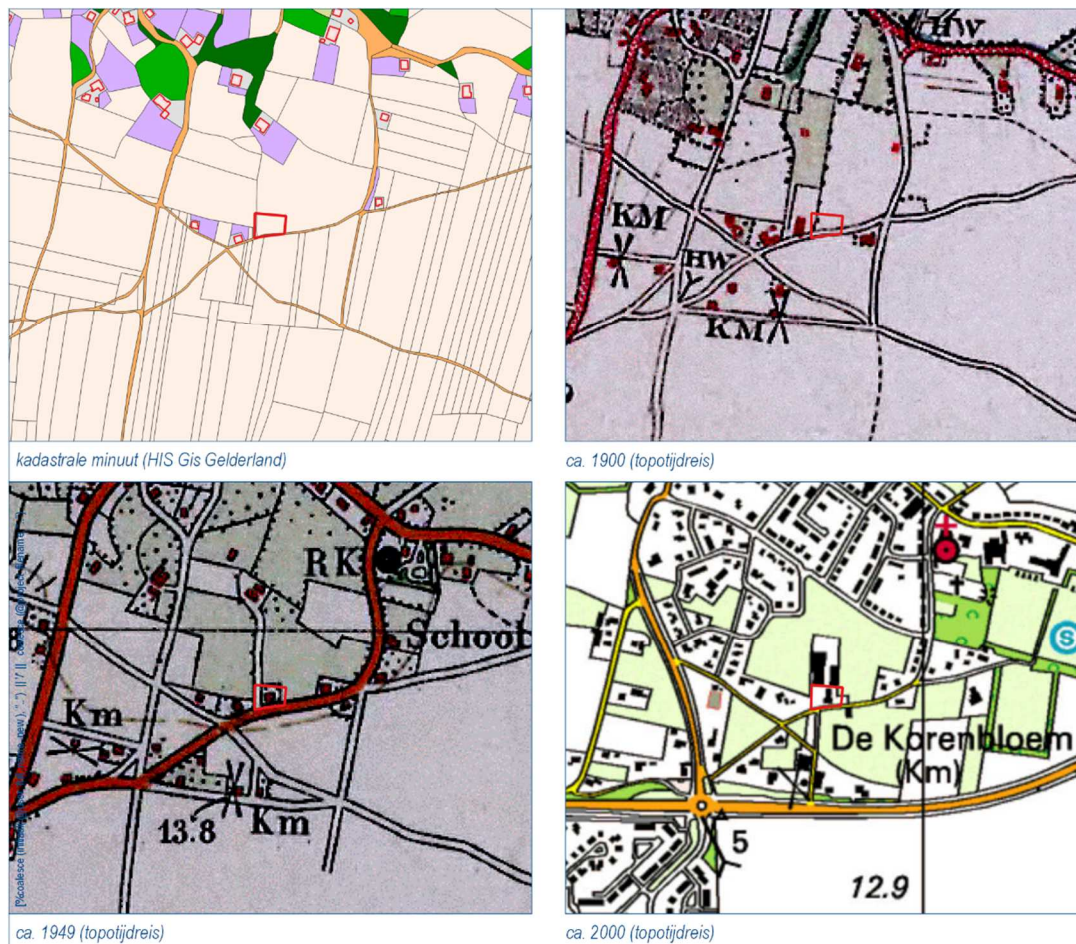 HW
KM
HW
KM
kadastrale minuut (HIS Gis Gelderland)
ca. 1900 (topotijdreis)
RK
School
Km
Km
13.8
De Korenbloem
(Km)
S
5
12.9
ca. 1949 (topotijdreis)
ca. 2000 (topotijdreis)